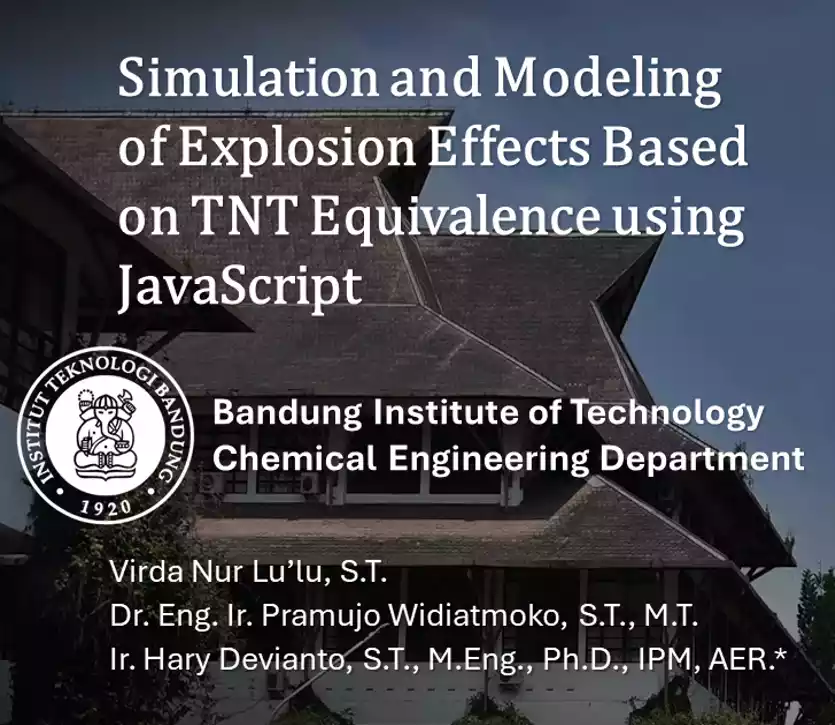 Simulation and Modeling
of Explosion Effects Based
on TNT Equivalence using
JavaScript
INSTITUT TEKNOLOGI BANDUNG
1920
Bandung Institute of Technology
Chemical Engineering Department
Virda Nur Lu’lu, S.T.
Dr. Eng. Ir. Pramujo Widiatmoko, S.T., M.T.
Ir. Hary Devianto, S.T., M.Eng., Ph.D., IPM, AER.*